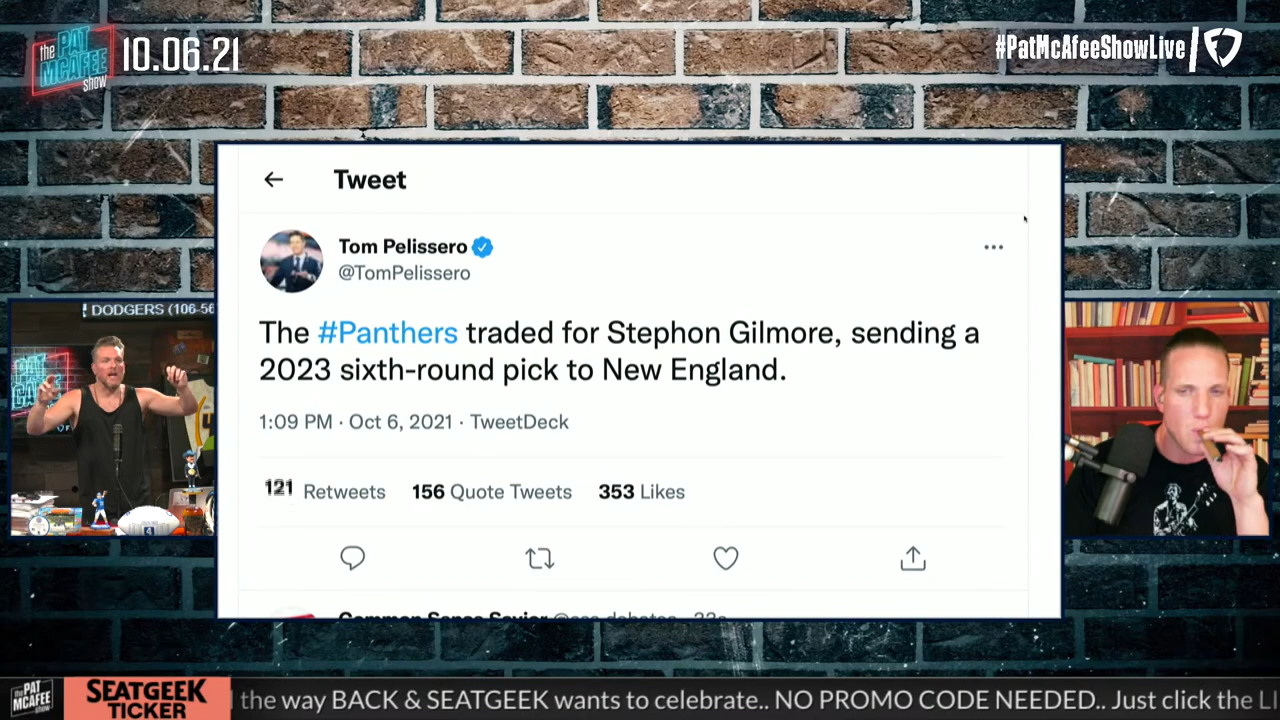 the PAT MCAFEE show
10.06.21
#PatMcAfeeShowLive
Tweet
Tom Pelissero
@TomPelissero
The #Panthers traded for Stephon Gilmore, sending a
2023 sixth-round pick to New England.
1:09 PM · Oct 6, 2021 · TweetDeck
121 Retweets 156 Quote Tweets 353 Likes
DODGERS (106-56
the PAT MCAFEE show
SEATGEEK
TICKER
the way BACK & SEATGEEK wants to celebrate.. NO PROMO CODE NEEDED.. Just click the